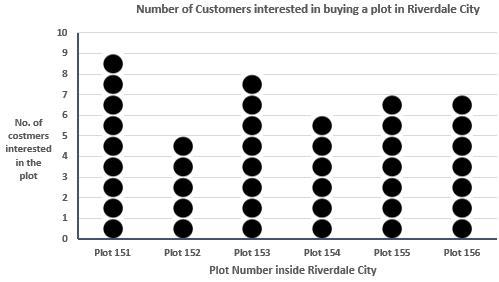 Number of Customers interested in buying a plot in Riverdale City
10
9
8
7
6
5
4
3
2
1
0
No. of
costmers
interested
in the
plot
Plot 151 Plot 152 Plot 153 Plot 154 Plot 155 Plot 156
Plot Number inside Riverdale City